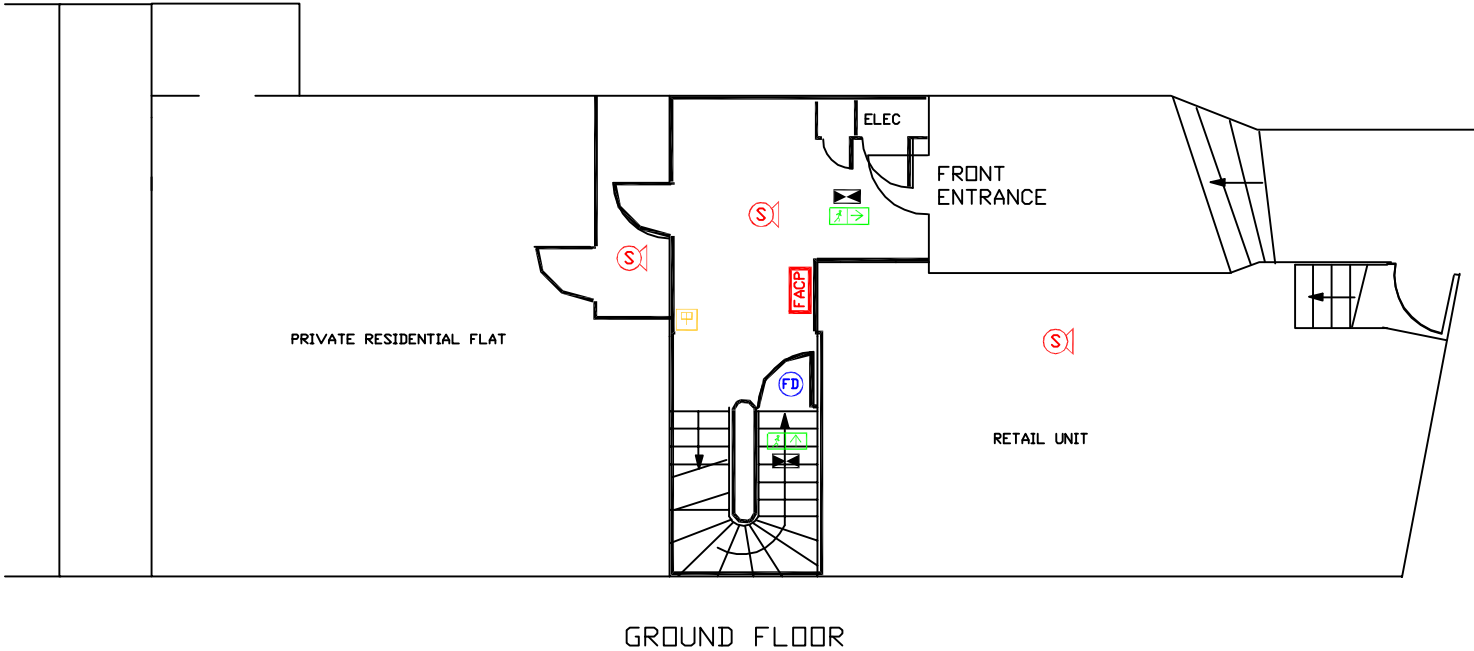 ELEC
FRONT
ENTRANCE
S
S
FACP
PRIVATE RESIDENTIAL FLAT
S
FD
RETAIL UNIT
GROUND FLOOR